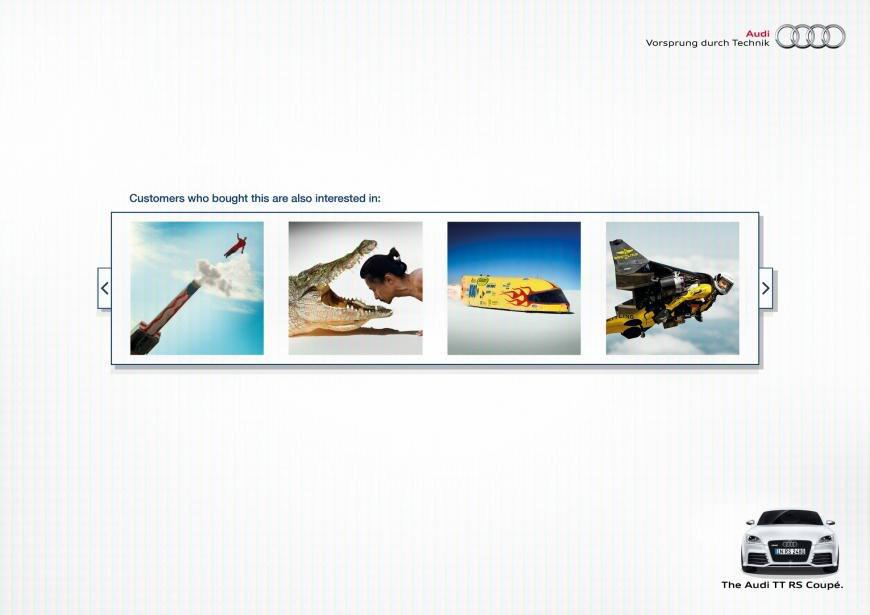 Audi
Vorsprung durch Technik
Customers who bought this are also interested in:
The Audi TT RS Coupé.